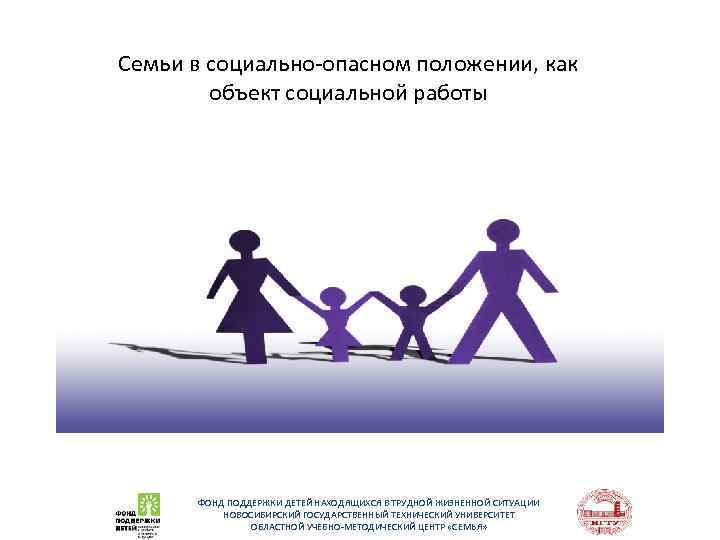 Семьи в социально-опасном положении, как
объект социальной работы
ФОНД ПОДДЕРЖКИ ДЕТЕЙ НАХОДЯЩИХСЯ В ТРУДНОЙ ЖИЗНЕННОЙ СИТУАЦИИ
НОВОСИБИРСКИЙ ГОСУДАРСТВЕННЫЙ ТЕХНИЧЕСКИЙ УНИВЕРСИТЕТ
ОБЛАСТНОЙ УЧЕБНО-МЕТОДИЧЕСКИЙ ЦЕНТР «СЕМЬЯ»
ФОНД
ПОДДЕРЖКИ
ДЕТЕЙ
НГТУ